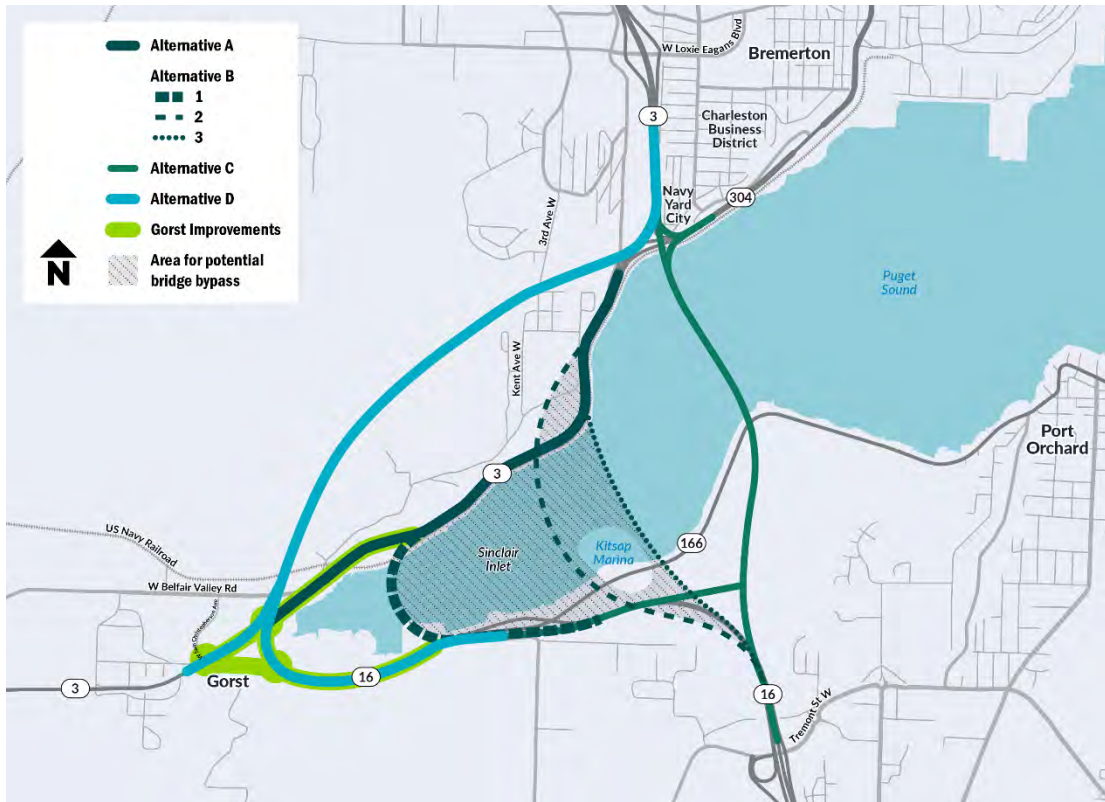 Alternative A
Alternative B
1
2
3
Alternative C
Alternative D
Gorst Improvements
Area for potential
bridge bypass
N
W Loxie Eagans Blvd
Bremerton
3
Charleston
Business
District
304
Navy
Yard
City
3rd Ave W
Puget
Sound
Kent Ave W
Port
Orchard
3
US Navy Railroad
Sinclair
Inlet
Kitsap
Marina
166
W Belfair Valley Rd
Gorst
3
16
16
Tremont St W